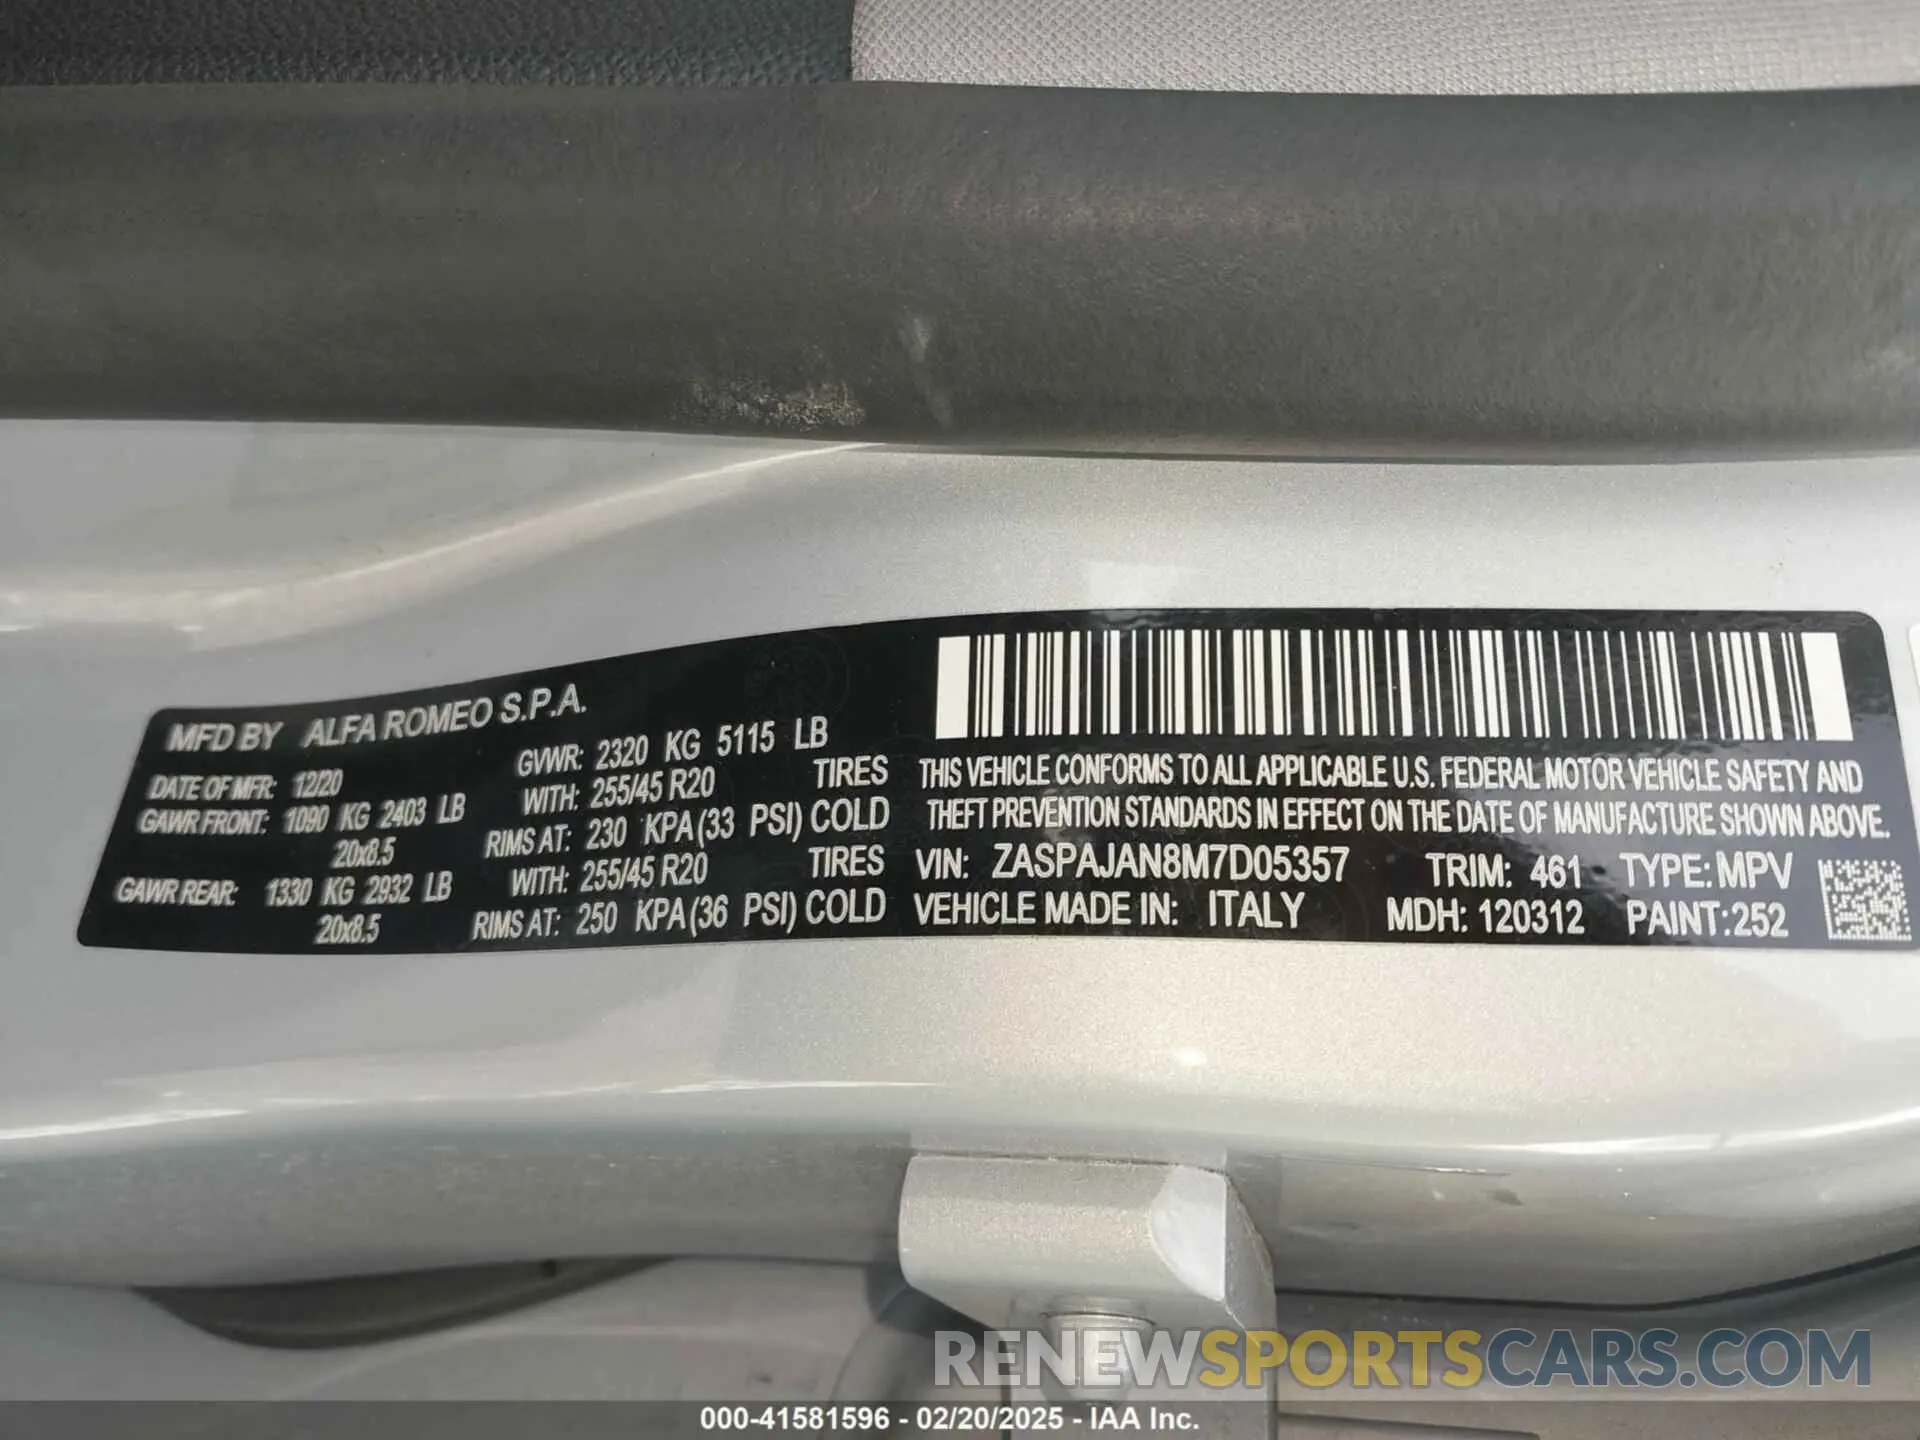 MFD BY ALFA ROMEO S.P.A.
DATE OF MFR: 12/20 GVWR: 2320 KG 5115 LB
GAWR FRONT: 1090 KG 2403 LB WITH: 255/45 R20 TIRES
20x8.5 RIMS AT: 230 KPA (33 PSI) COLD
GAWR REAR: 1330 KG 2932 LB WITH: 255/45 R20 TIRES
20x8.5 RIMS AT: 250 KPA (36 PSI) COLD
THIS VEHICLE CONFORMS TO ALL APPLICABLE U.S. FEDERAL MOTOR VEHICLE SAFETY AND
THEFT PREVENTION STANDARDS IN EFFECT ON THE DATE OF MANUFACTURE SHOWN ABOVE.
VIN: ZASPAJAN8M7D05357 TRIM: 461 TYPE: MPV
VEHICLE MADE IN: ITALY MDH: 120312 PAINT:252
RENEWSPORTSCARS.COM
000-41581596 - 02/20/2025 - IAA Inc.